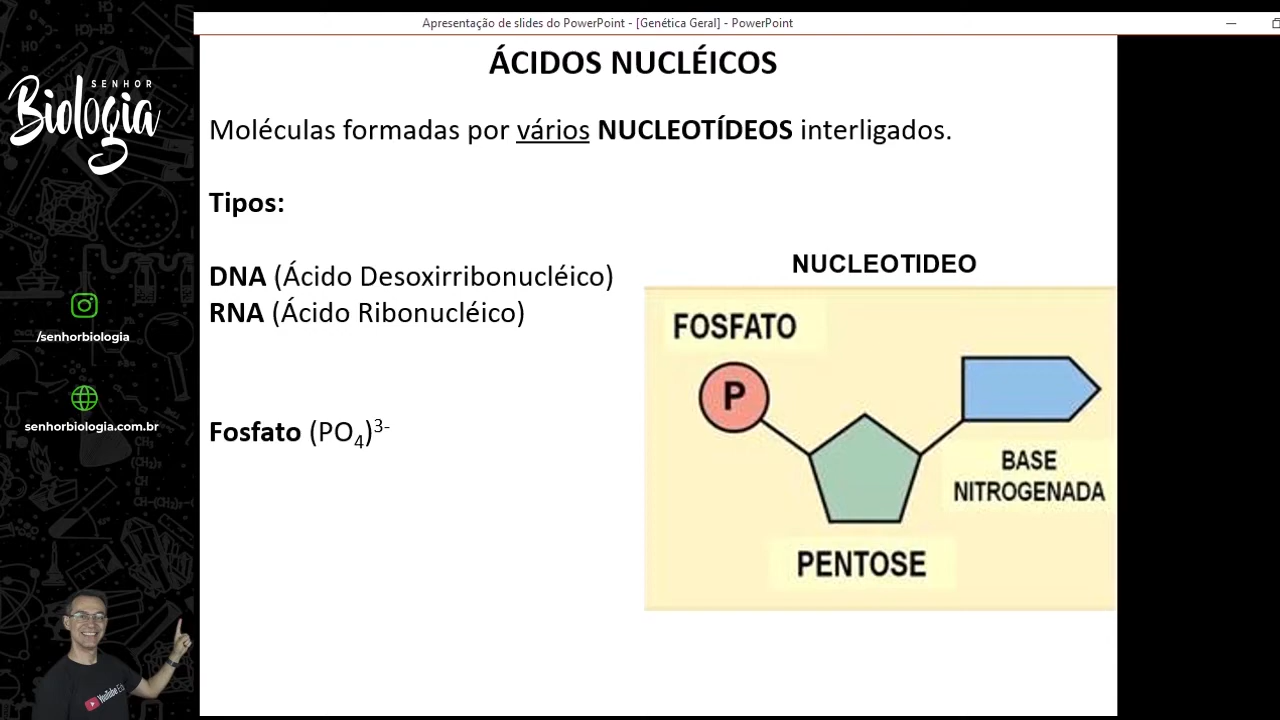 Apresentação de slides do PowerPoint - [Genética Geral] - PowerPoint
SENHOR
Biologia
ÁCIDOS NUCLÉICOS
Moléculas formadas por vários NUCLEOTÍDEOS interligados.
Tipos:
DNA (Ácido Desoxirribonucléico)
RNA (Ácido Ribonucléico)
Fosfato (PO₄)³⁻
NUCLEOTIDEO
FOSFATO
P
BASE
NITROGENADA
PENTOSE
/senhorbiologia
senhorbiologia.com.br